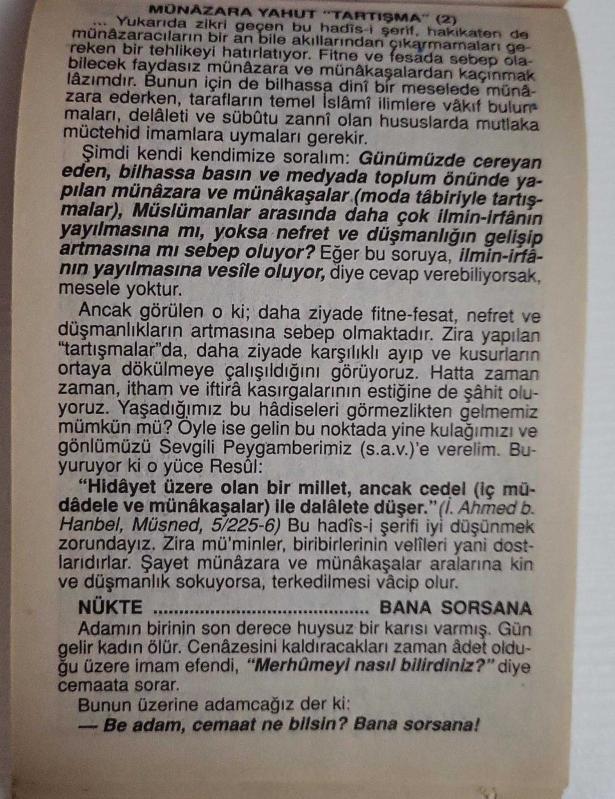 MÜNÂZARA YAHUT "TARTIŞMA" (2)
... Yukarıda zikri geçen bu hadîs-i şerif, hakikaten de
münâzaracıların bir an bile akıllarından çıkarmamaları ge-
reken bir tehlikeyi hatırlatıyor. Fitne ve fesada sebep ola-
bilecek faydasız münâzara ve münâkaşalardan kaçınmak
lâzımdır. Bunun için de bilhassa dinî bir meselede münâ-
zara ederken, tarafların temel İslâmî ilimlere vâkıf bulun-
maları, delâleti ve sübûtu zannî olan hususlarda mutlaka
müctehid imamlara uymaları gerekir.
Şimdi kendi kendimize soralım: Günümüzde cereyan
eden, bilhassa basın ve medyada toplum önünde ya-
pılan münâzara ve münâkaşalar (moda tâbiriyle tartış-
malar), Müslümanlar arasında daha çok ilmin-irfânın
yayılmasına mı, yoksa nefret ve düşmanlığın gelişip
artmasına mı sebep oluyor? Eğer bu soruya, ilmin-irfâ-
nın yayılmasına vesîle oluyor, diye cevap verebiliyorsak,
mesele yoktur.
Ancak görülen o ki; daha ziyade fitne-fesat, nefret ve
düşmanlıkların artmasına sebep olmaktadır. Zira yapılan
"tartışmalar"da, daha ziyade karşılıklı ayıp ve kusurların
ortaya dökülmeye çalışıldığını görüyoruz. Hatta zaman
zaman, itham ve iftirâ kasırgalarının estiğine de şâhit olu-
yoruz. Yaşadığımız bu hâdiseleri görmezlikten gelmemiz
mümkün mü? Öyle ise gelin bu noktada yine kulağımızı ve
gönlümüzü Sevgili Peygamberimiz (s.a.v.)'e verelim. Bu-
yuruyor ki o yüce Resûl:
"Hidâyet üzere olan bir millet, ancak cedel (iç mü-
dâdele ve münâkaşalar) ile dalâlete düşer." (İ. Ahmed b.
Hanbel, Müsned, 5/225-6) Bu hadîs-i şerifi iyi düşünmek
zorundayız. Zira mü'minler, biribirlerinin velîleri yani dost-
larıdırlar. Şayet münâzara ve münâkaşalar aralarına kin
ve düşmanlık sokuyorsa, terkedilmesi vâcip olur.
NÜKTE ........................................ BANA SORSANA
Adamın birinin son derece huysuz bir karısı varmış. Gün
gelir kadın ölür. Cenâzesini kaldıracakları zaman âdet oldu-
ğu üzere imam efendi, "Merhûmeyi nasıl bilirdiniz?" diye
cemaata sorar.
Bunun üzerine adamcağız der ki:
— Be adam, cemaat ne bilsin? Bana sorsana!